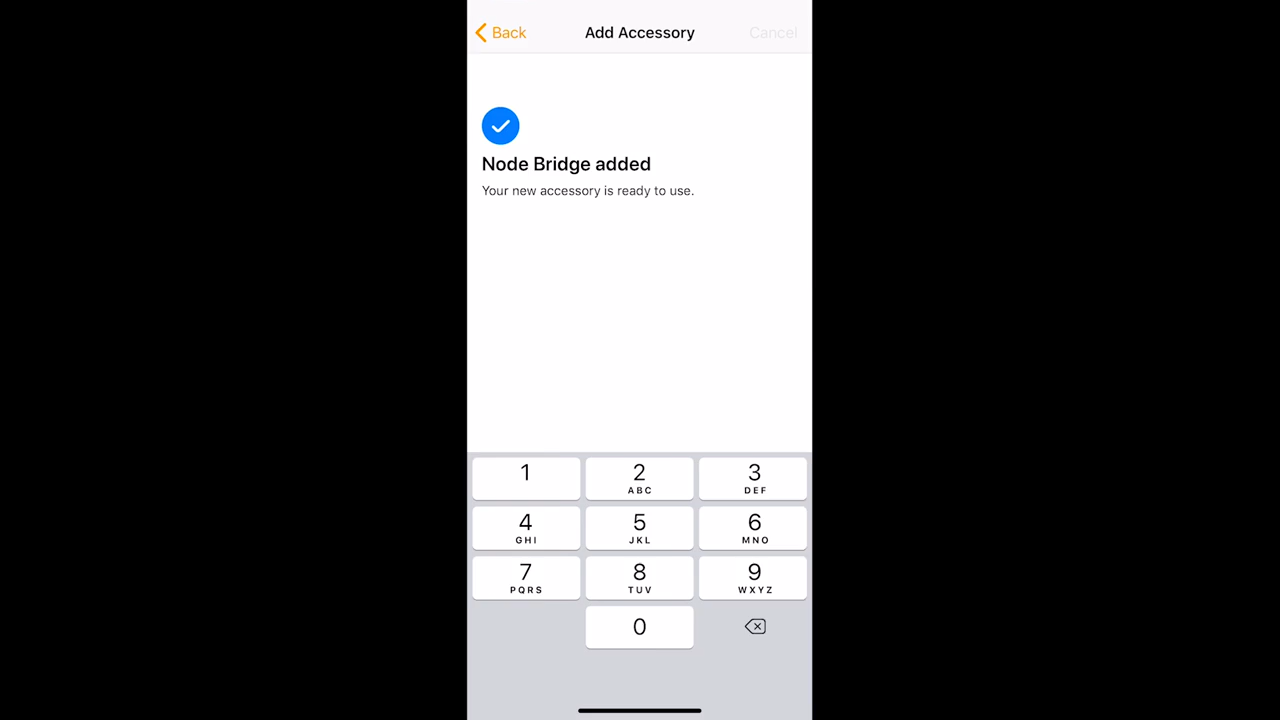 Back Add Accessory Cancel
Node Bridge added
Your new accessory is ready to use.
1 2 3
ABC DEF
4 5 6
GHI JKL MNO
7 8 9
PQRS TUV WXYZ
0